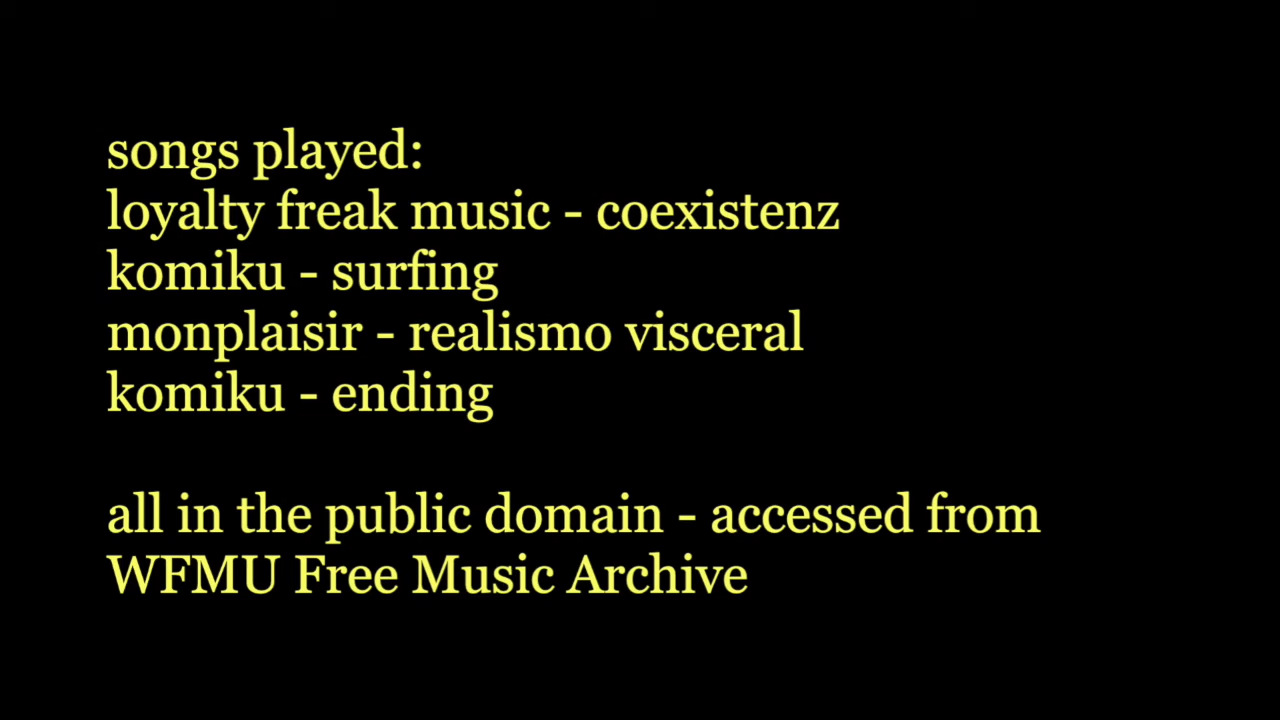 songs played:
loyalty freak music - coexistenz
komiku - surfing
monplaisir - realismo visceral
komiku - ending
all in the public domain - accessed from
WFMU Free Music Archive